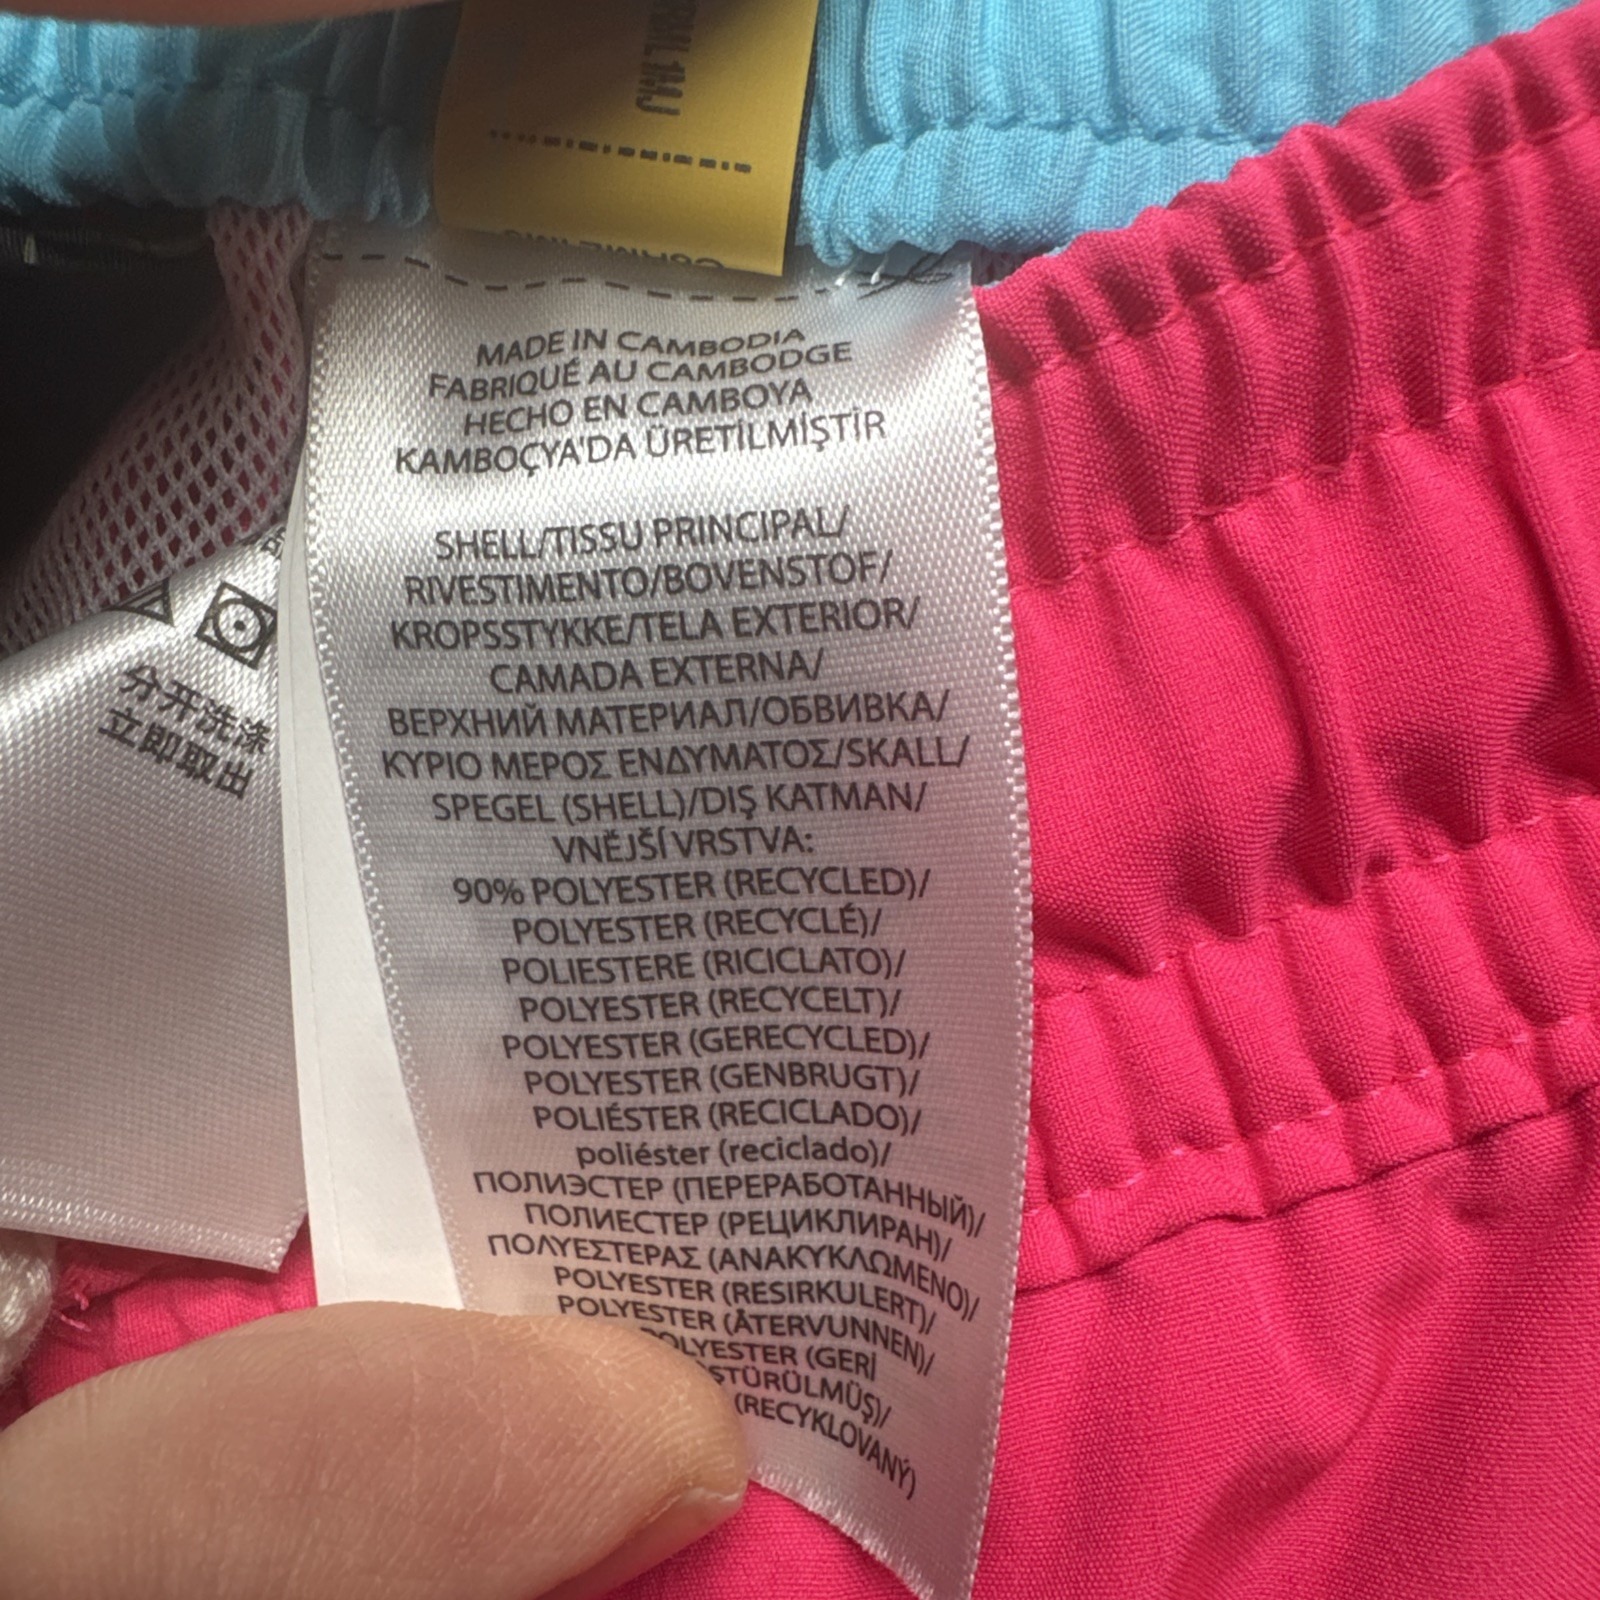 MADE IN CAMBODIA
FABRIQUÉ AU CAMBODGE
HECHO EN CAMBOYA
KAMBOÇYA'DA ÜRETİLMİŞTİR
SHELL/TISSU PRINCIPAL/
RIVESTIMENTO/BOVENSTOF/
KROPSSTYKKE/TELA EXTERIOR/
CAMADA EXTERNA/
ВЕРХНИЙ МАТЕРИАЛ/ОБВИВКА/
ΚΥΡΙΟ ΜΕΡΟΣ ΕΝΔΥΜΑΤΟΣ/SKALL/
SPEGEL (SHELL)/DIŞ KATMAN/
VNĚJŠÍ VRSTVA:
90% POLYESTER (RECYCLED)/
POLYESTER (RECYCLÉ)/
POLIESTERE (RICICLATO)/
POLYESTER (RECYCELT)/
POLYESTER (GERECYCLED)/
POLYESTER (GENBRUGT)/
POLIÉSTER (RECICLADO)/
poliéster (reciclado)/
ПОЛИЭСТЕР (ПЕРЕРАБОТАННЫЙ)/
ПОЛИЕСТЕР (РЕЦИКЛИРАН)/
ΠΟΛΥΕΣΤΕΡΑΣ (ΑΝΑΚΥΚΛΩΜΕΝΟ)/
POLYESTER (RESIRKULERT)/
POLYESTER (ÅTERVUNNEN)/
POLYESTER (GERİ
ŞTÜRÜLMÜŞ)/
(RECYKLOVANÝ)
分开洗涤
立即取出